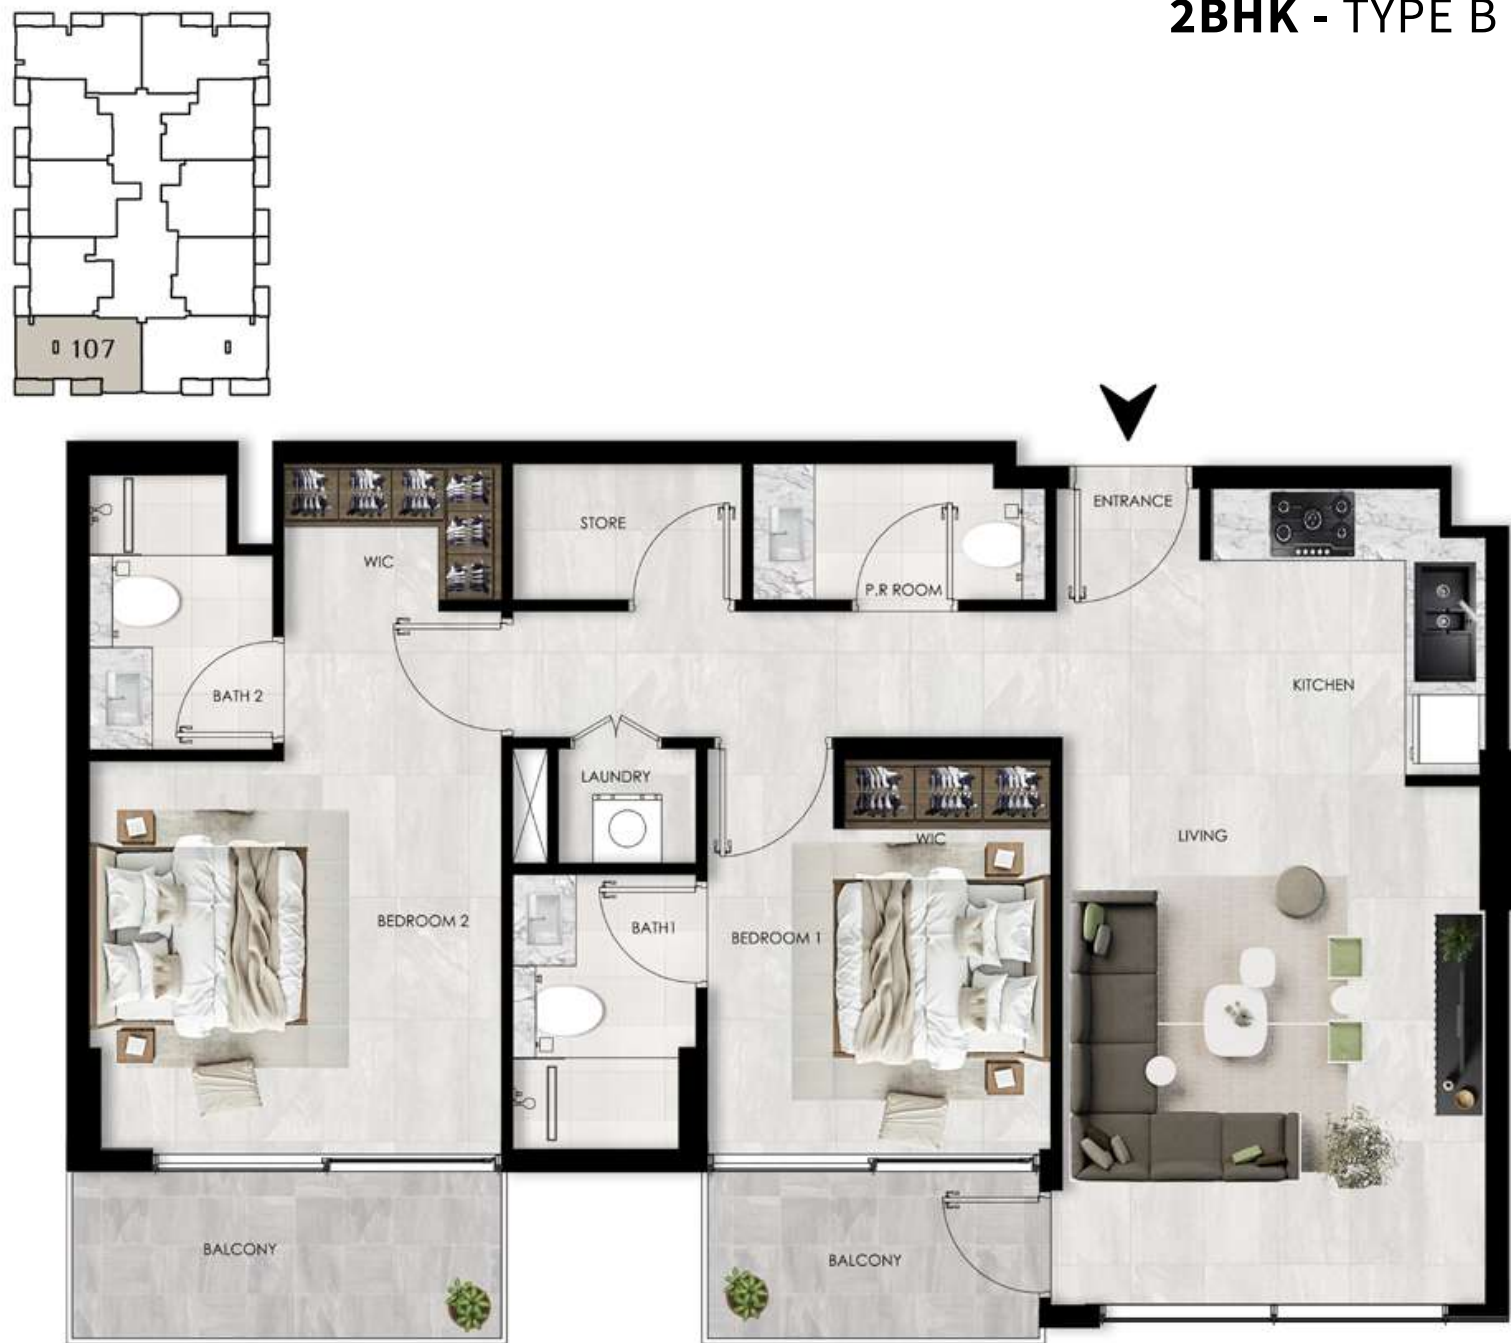 2BHK - TYPE B
107
ENTRANCE
STORE
WIC
P.R ROOM
KITCHEN
BATH 2
LAUNDRY
LIVING
WIC
BEDROOM 2
BATH1
BEDROOM 1
BALCONY
BALCONY